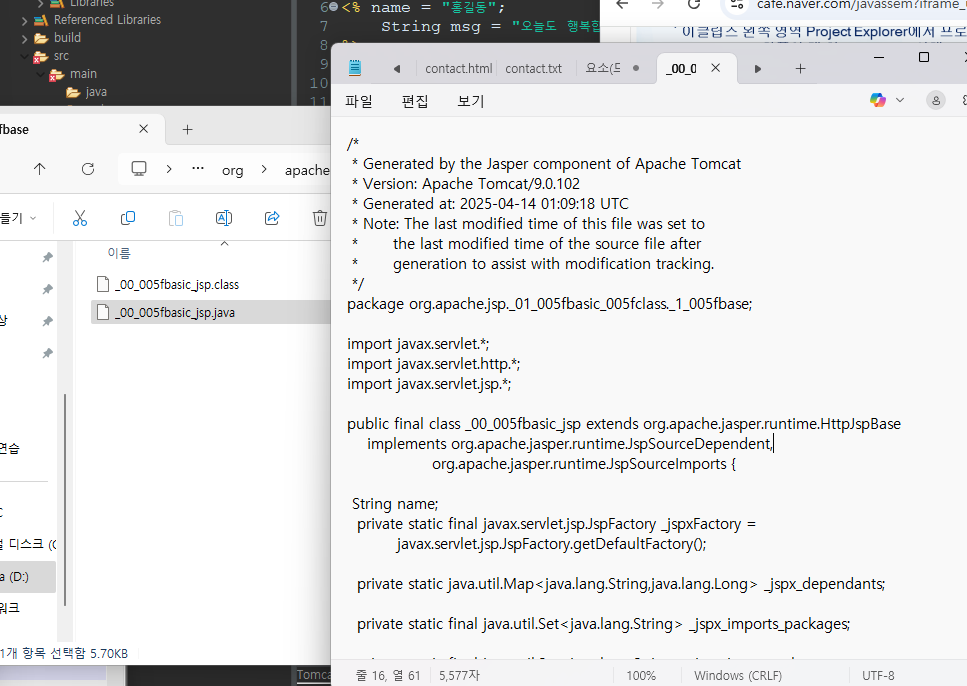 Libraries
Referenced Libraries
build
src
main
java
6 <% name = "홍길동";
7 String msg = "오늘도 행복합
8
9
10
11
cafe.naver.com/javassem?iframe_u
이클립스 왼쪽 영역 Project Explorer에서 프로
fbase
org
apache
들기
이름
_00_005fbasic_jsp.class
_00_005fbasic_jsp.java
상
연습
디스크 (C
a (D:)
워크
1개 항목 선택함 5.70KB
contact.html
contact.txt
요소(도
_00_0
파일
편집
보기
/*
* Generated by the Jasper component of Apache Tomcat
* Version: Apache Tomcat/9.0.102
* Generated at: 2025-04-14 01:09:18 UTC
* Note: The last modified time of this file was set to
* the last modified time of the source file after
* generation to assist with modification tracking.
*/
package org.apache.jsp._01_005fbasic_005fclass._1_005fbase;
import javax.servlet.*;
import javax.servlet.http.*;
import javax.servlet.jsp.*;
public final class _00_005fbasic_jsp extends org.apache.jasper.runtime.HttpJspBase
implements org.apache.jasper.runtime.JspSourceDependent,
org.apache.jasper.runtime.JspSourceImports {
String name;
private static final javax.servlet.jsp.JspFactory _jspxFactory =
javax.servlet.jsp.JspFactory.getDefaultFactory();
private static java.util.Map<java.lang.String,java.lang.Long> _jspx_dependants;
private static final java.util.Set<java.lang.String> _jspx_imports_packages;
줄 16, 열 61
5,577자
100%
Windows (CRLF)
UTF-8
Tomca